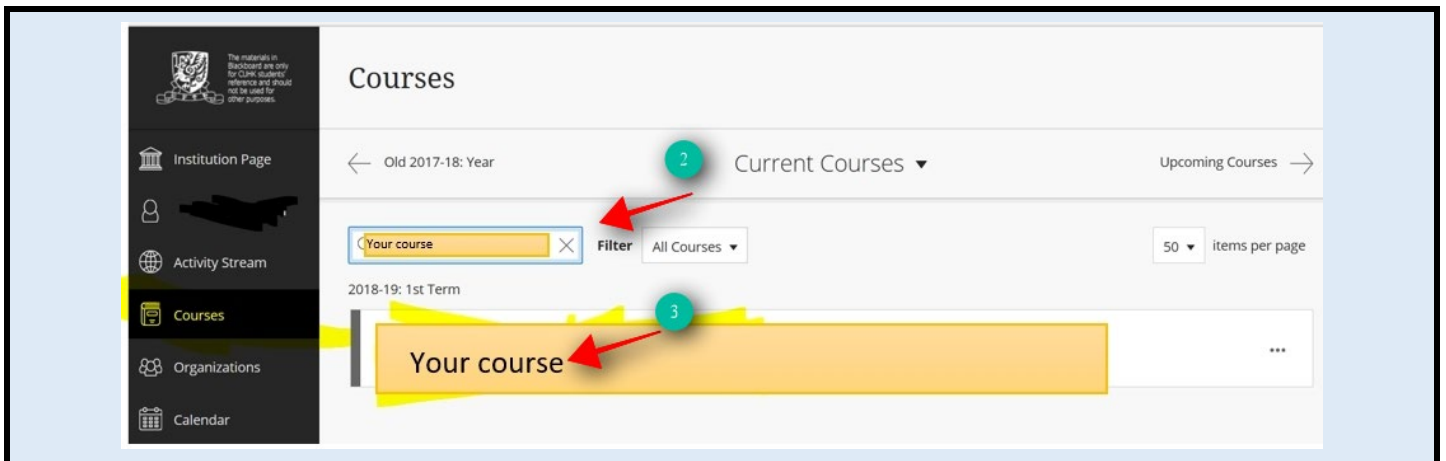 The materials in
Blackboard are only
for CUHK students'
reference and should
not be used for
other purposes.
Courses
Institution Page
Old 2017-18: Year
2
Current Courses
Upcoming Courses
Your course
Filter
All Courses
50
items per page
Activity Stream
2018-19: 1st Term
3
Courses
Your course
...
Organizations
Calendar